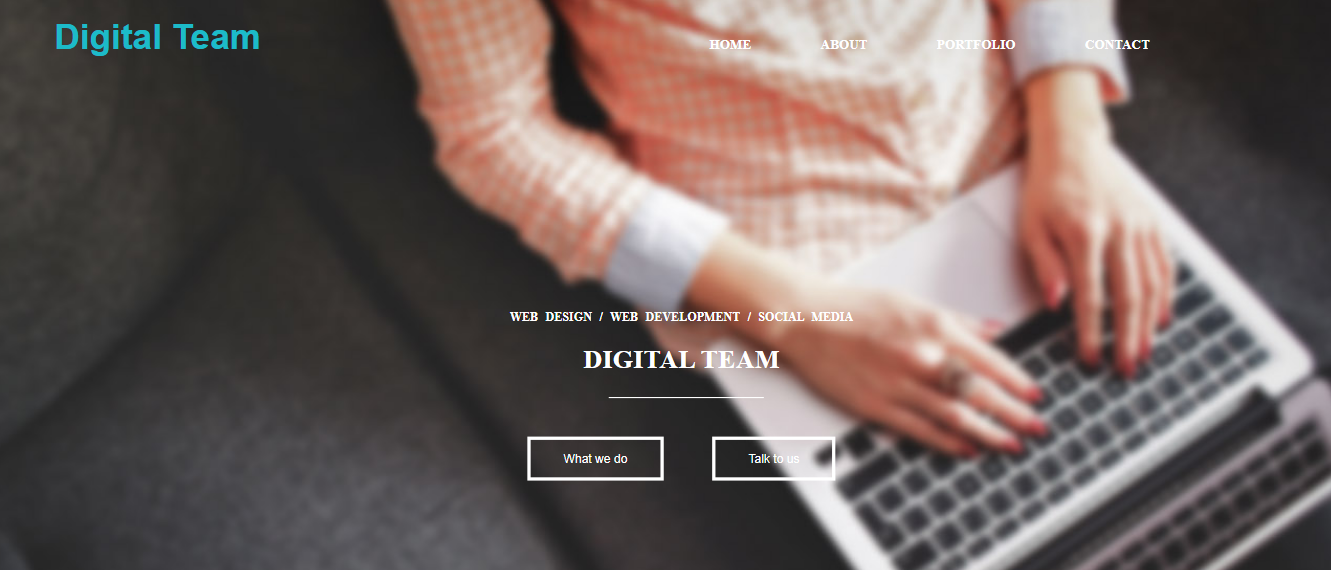 Digital Team
HOME ABOUT PORTFOLIO CONTACT
WEB DESIGN / WEB DEVELOPMENT / SOCIAL MEDIA
DIGITAL TEAM
What we do Talk to us